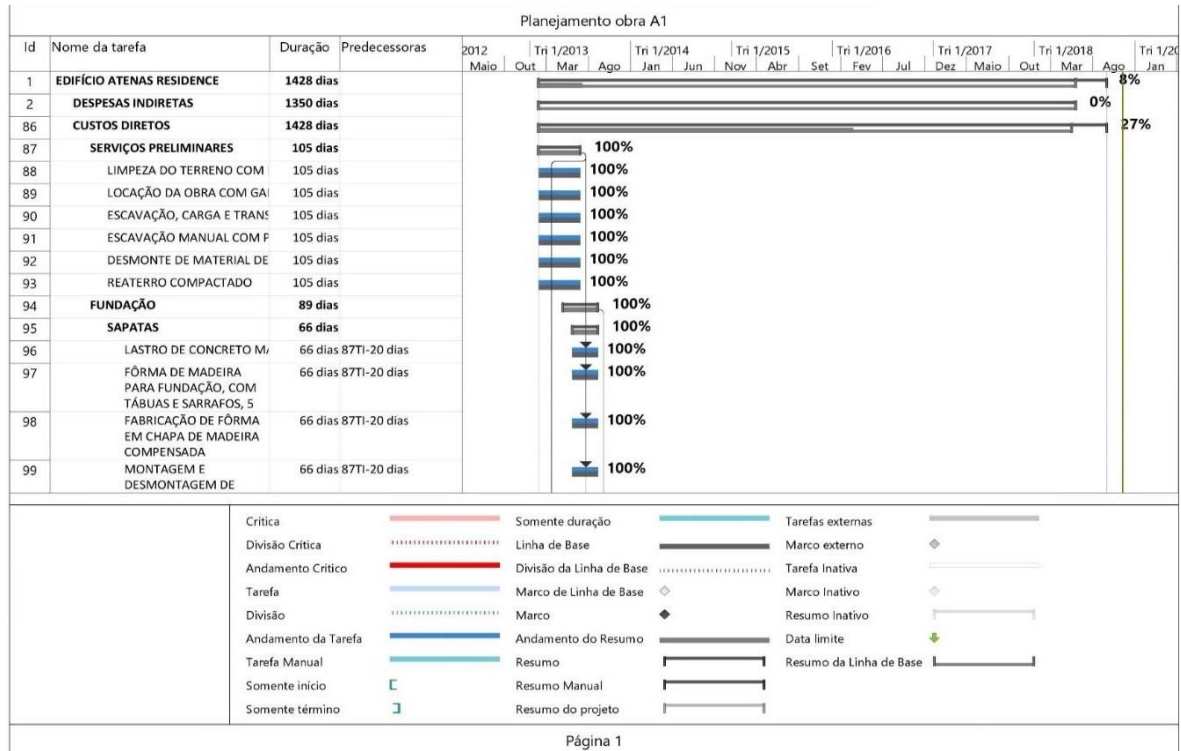 Planejamento obra A1
Id Nome da tarefa Duração Predecessoras 2012 Tri 1/2013 Tri 1/2014 Tri 1/2015 Tri 1/2016 Tri 1/2017 Tri 1/2018 Tri 1/20
Maio Out Mar Ago Jan Jun Nov Abr Set Fev Jul Dez Maio Out Mar Ago Jan
1 EDIFÍCIO ATENAS RESIDENCE 1428 dias 8%
2 DESPESAS INDIRETAS 1350 dias 0%
86 CUSTOS DIRETOS 1428 dias 27%
87 SERVIÇOS PRELIMINARES 105 dias 100%
88 LIMPEZA DO TERRENO COM 105 dias 100%
89 LOCAÇÃO DA OBRA COM GA 105 dias 100%
90 ESCAVAÇÃO, CARGA E TRANS 105 dias 100%
91 ESCAVAÇÃO MANUAL COM P 105 dias 100%
92 DESMONTE DE MATERIAL DE 105 dias 100%
93 REATERRO COMPACTADO 105 dias 100%
94 FUNDAÇÃO 89 dias 100%
95 SAPATAS 66 dias 100%
96 LASTRO DE CONCRETO MA 66 dias 87TI-20 dias 100%
97 FÔRMA DE MADEIRA 66 dias 87TI-20 dias 100%
PARA FUNDAÇÃO, COM
TÁBUAS E SARRAFOS, 5
98 FABRICAÇÃO DE FÔRMA 66 dias 87TI-20 dias 100%
EM CHAPA DE MADEIRA
COMPENSADA
99 MONTAGEM E 66 dias 87TI-20 dias 100%
DESMONTAGEM DE
Crítica Somente duração Tarefas externas
Divisão Crítica Linha de Base Marco externo
Andamento Crítico Divisão da Linha de Base Tarefa Inativa
Tarefa Marco de Linha de Base Marco Inativo
Divisão Marco Resumo Inativo
Andamento da Tarefa Andamento do Resumo Data limite
Tarefa Manual Resumo Resumo da Linha de Base
Somente início Resumo Manual
Somente término Resumo do projeto
Página 1